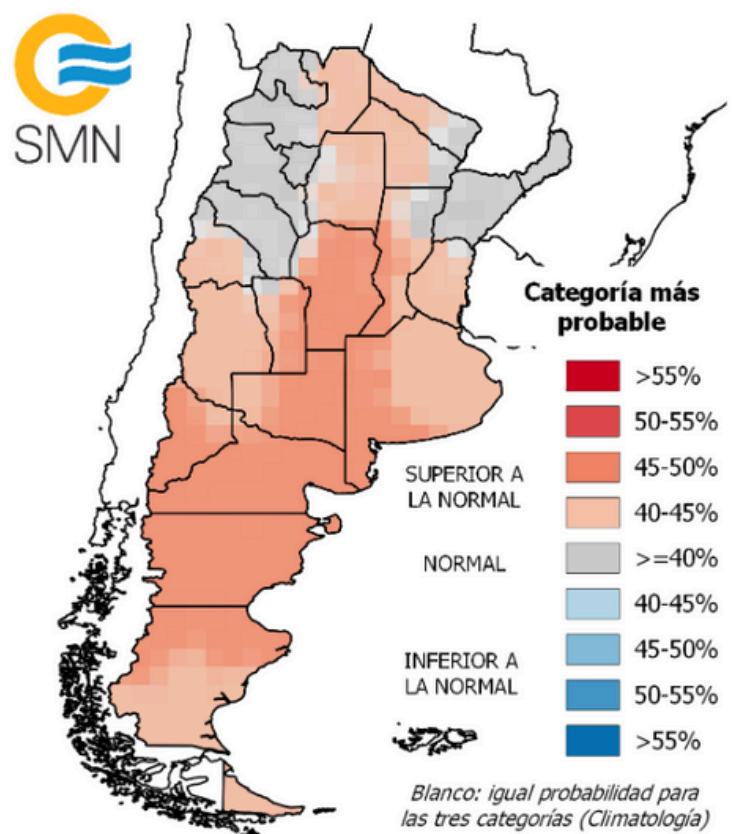 SMN
Categoría más
probable
>55%
50-55%
SUPERIOR A
LA NORMAL
45-50%
40-45%
NORMAL
>=40%
40-45%
INFERIOR A
LA NORMAL
45-50%
50-55%
>55%
Blanco: igual probabilidad para
las tres categorías (Climatología)